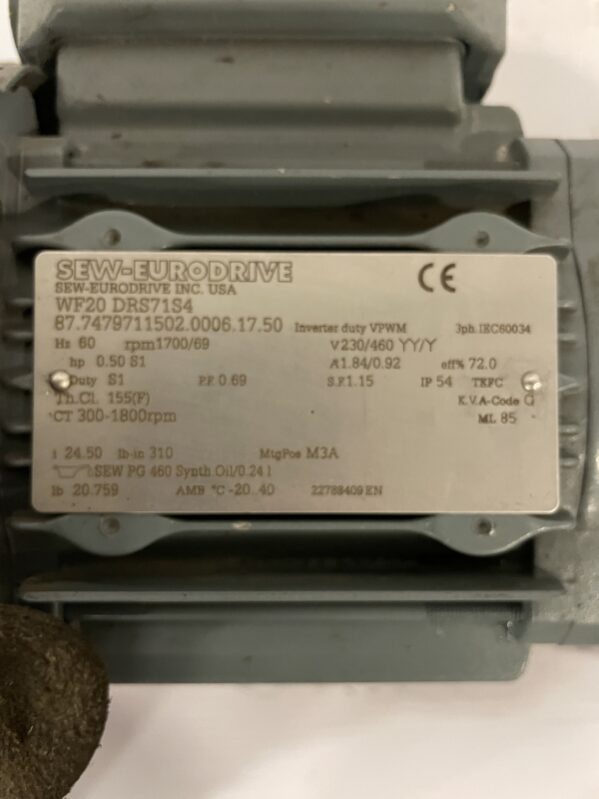 SEW-EURODRIVE
SEW-EURODRIVE INC. USA
WF20 DRS71S4
87.7479711502.0006.17.50 Inverter duty VPWM 3ph.IEC60034
Hz 60 rpm1700/69 V230/460 YY/Y
hp 0.50 S1 A1.84/0.92 eff% 72.0
Duty S1 P.F. 0.69 S.F.1.15 IP 54 TEFC
Th.Cl. 155(F) K.V.A-Code G
CT 300-1800rpm ML 85
i 24.50 lb-in 310 MtgPos M3A
SEW PG 460 Synth.Oil/0.24 l
lb 20.759 AMB °C -20..40 22788409 EN